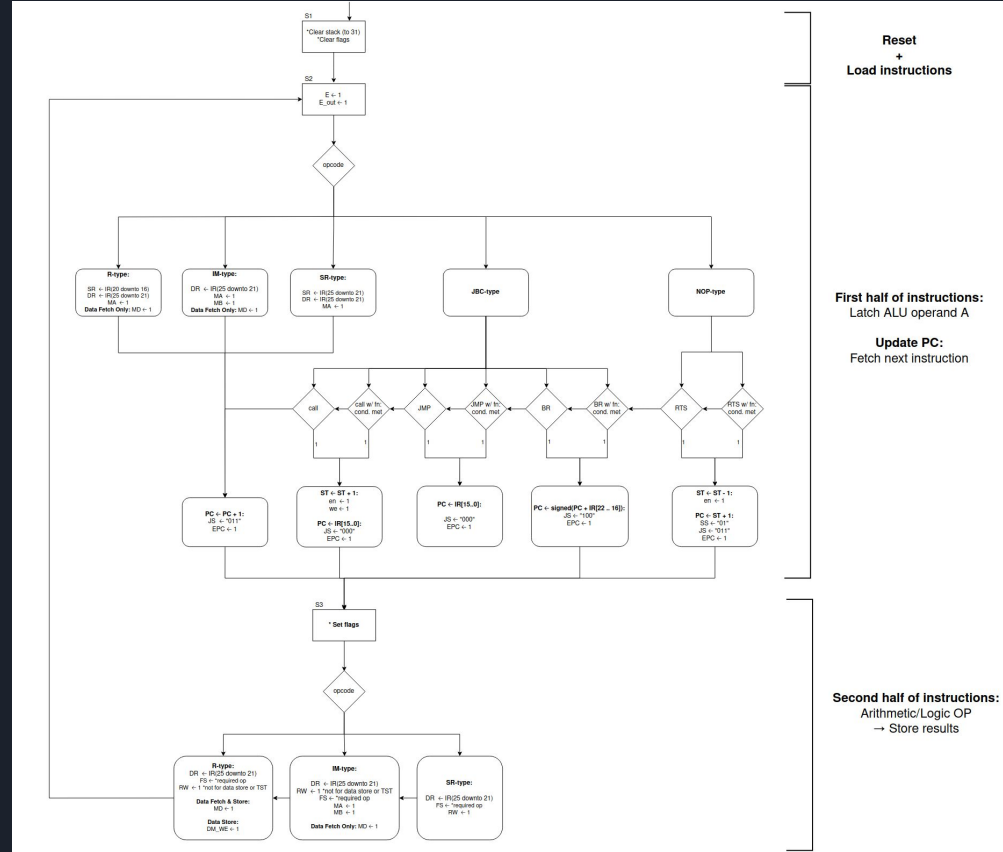 S1
*Clear stack (to 31)
*Clear flags
Reset
+
Load instructions
S2
E ← 1
E_out ← 1
opcode
R-type:
SR ← IR(20 downto 16)
DR ← IR(25 downto 21)
MA ← 1
Data Fetch Only: MD ← 1
IM-type:
DR ← IR(25 downto 21)
MA ← 1
MB ← 1
Data Fetch Only: MD ← 1
SR-type:
SR ← IR(25 downto 21)
DR ← IR(25 downto 21)
MA ← 1
JBC-type
NOP-type
First half of instructions:
Latch ALU operand A
Update PC:
Fetch next instruction
call
call w/ fn:
cond. met
JMP
JMP w/ fn:
cond. met
BR
BR w/ fn:
cond. met
RTS
RTS w/ fn:
cond. met
1
1
1
1
1
1
1
1
PC ← PC + 1:
JS ← "011"
EPC ← 1
ST ← ST + 1:
en ← 1
we ← 1
PC ← IR[15..0]:
JS ← "000"
EPC ← 1
PC ← IR[15..0]:
JS ← "000"
EPC ← 1
PC ← signed(PC + IR[22 .. 16]):
JS ← "100"
EPC ← 1
ST ← ST - 1:
en ← 1
PC ← ST + 1:
SS ← "01"
JS ← "011"
EPC ← 1
S3
* Set flags
opcode
R-type:
DR ← IR(25 downto 21)
FS ← *required op
RW ← 1 *not for data store or TST
Data Fetch & Store:
MD ← 1
Data Store:
DM_WE ← 1
IM-type:
DR ← IR(25 downto 21)
RW ← 1 *not for data store or TST
FS ← *required op
MA ← 1
MB ← 1
Data Fetch Only: MD ← 1
SR-type:
DR ← IR(25 downto 21)
FS ← *required op
RW ← 1
Second half of instructions:
Arithmetic/Logic OP
→ Store results